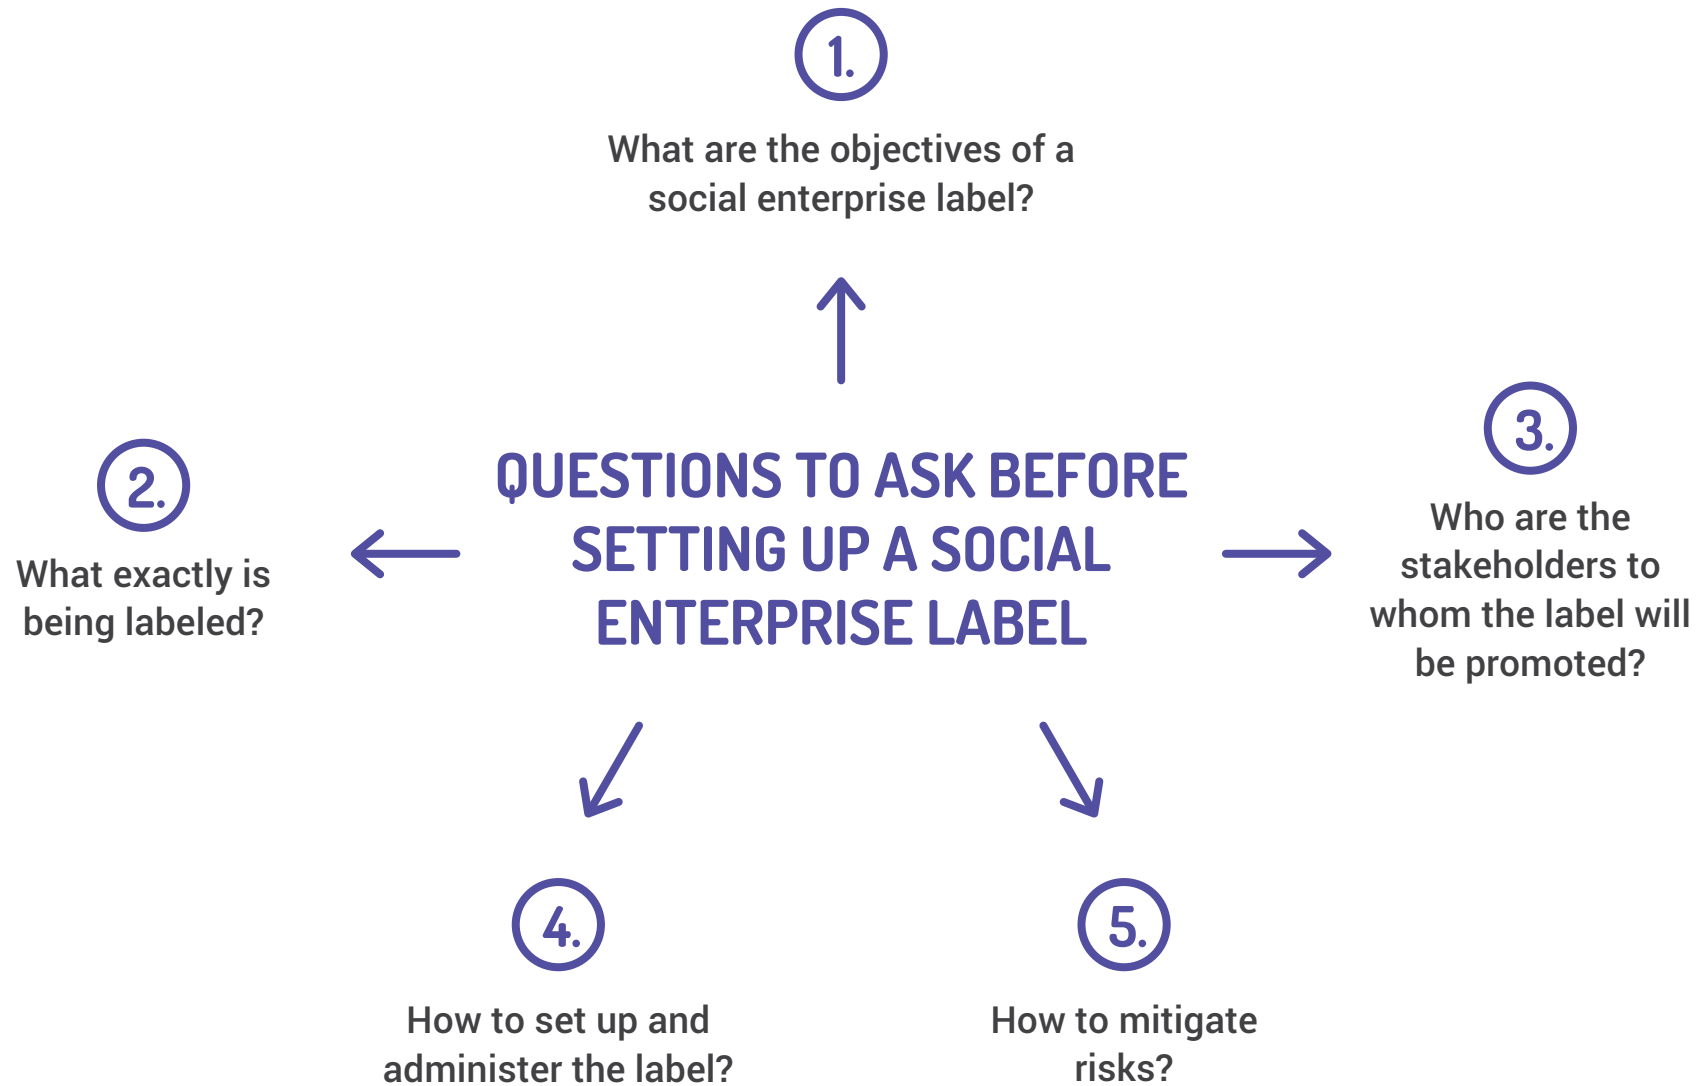 1.
What are the objectives of a
social enterprise label?
QUESTIONS TO ASK BEFORE
SETTING UP A SOCIAL
ENTERPRISE LABEL
2.
What exactly is
being labeled?
3.
Who are the
stakeholders to
whom the label will
be promoted?
4.
How to set up and
administer the label?
5.
How to mitigate
risks?